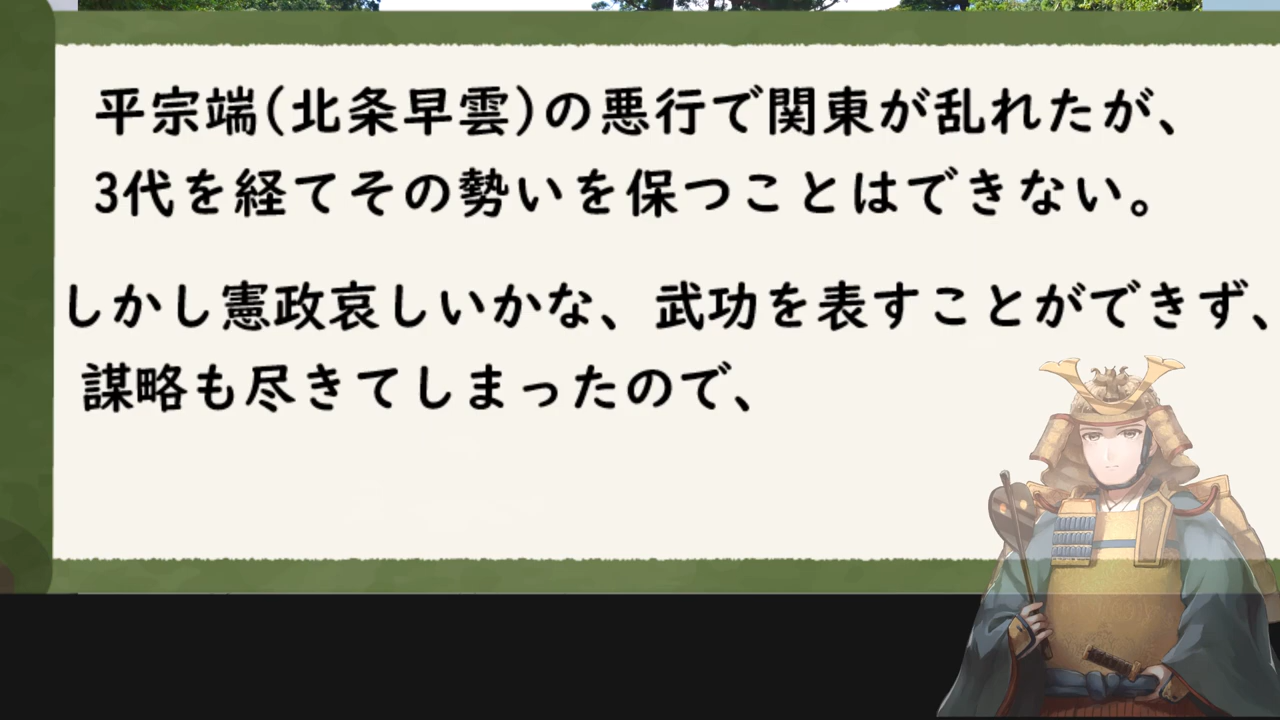 平宗端(北条早雲)の悪行で関東が乱れたが、
3代を経てその勢いを保つことはできない。
しかし憲政哀しいかな、武功を表すことができず、
謀略も尽きてしまったので、